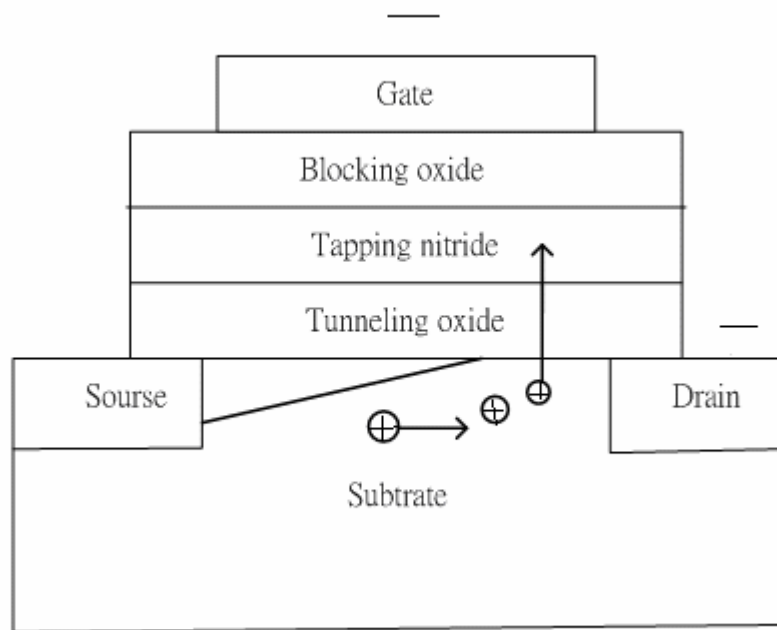 Gate
Blocking oxide
Tapping nitride
Tunneling oxide
Sourse
Drain
Subtrate